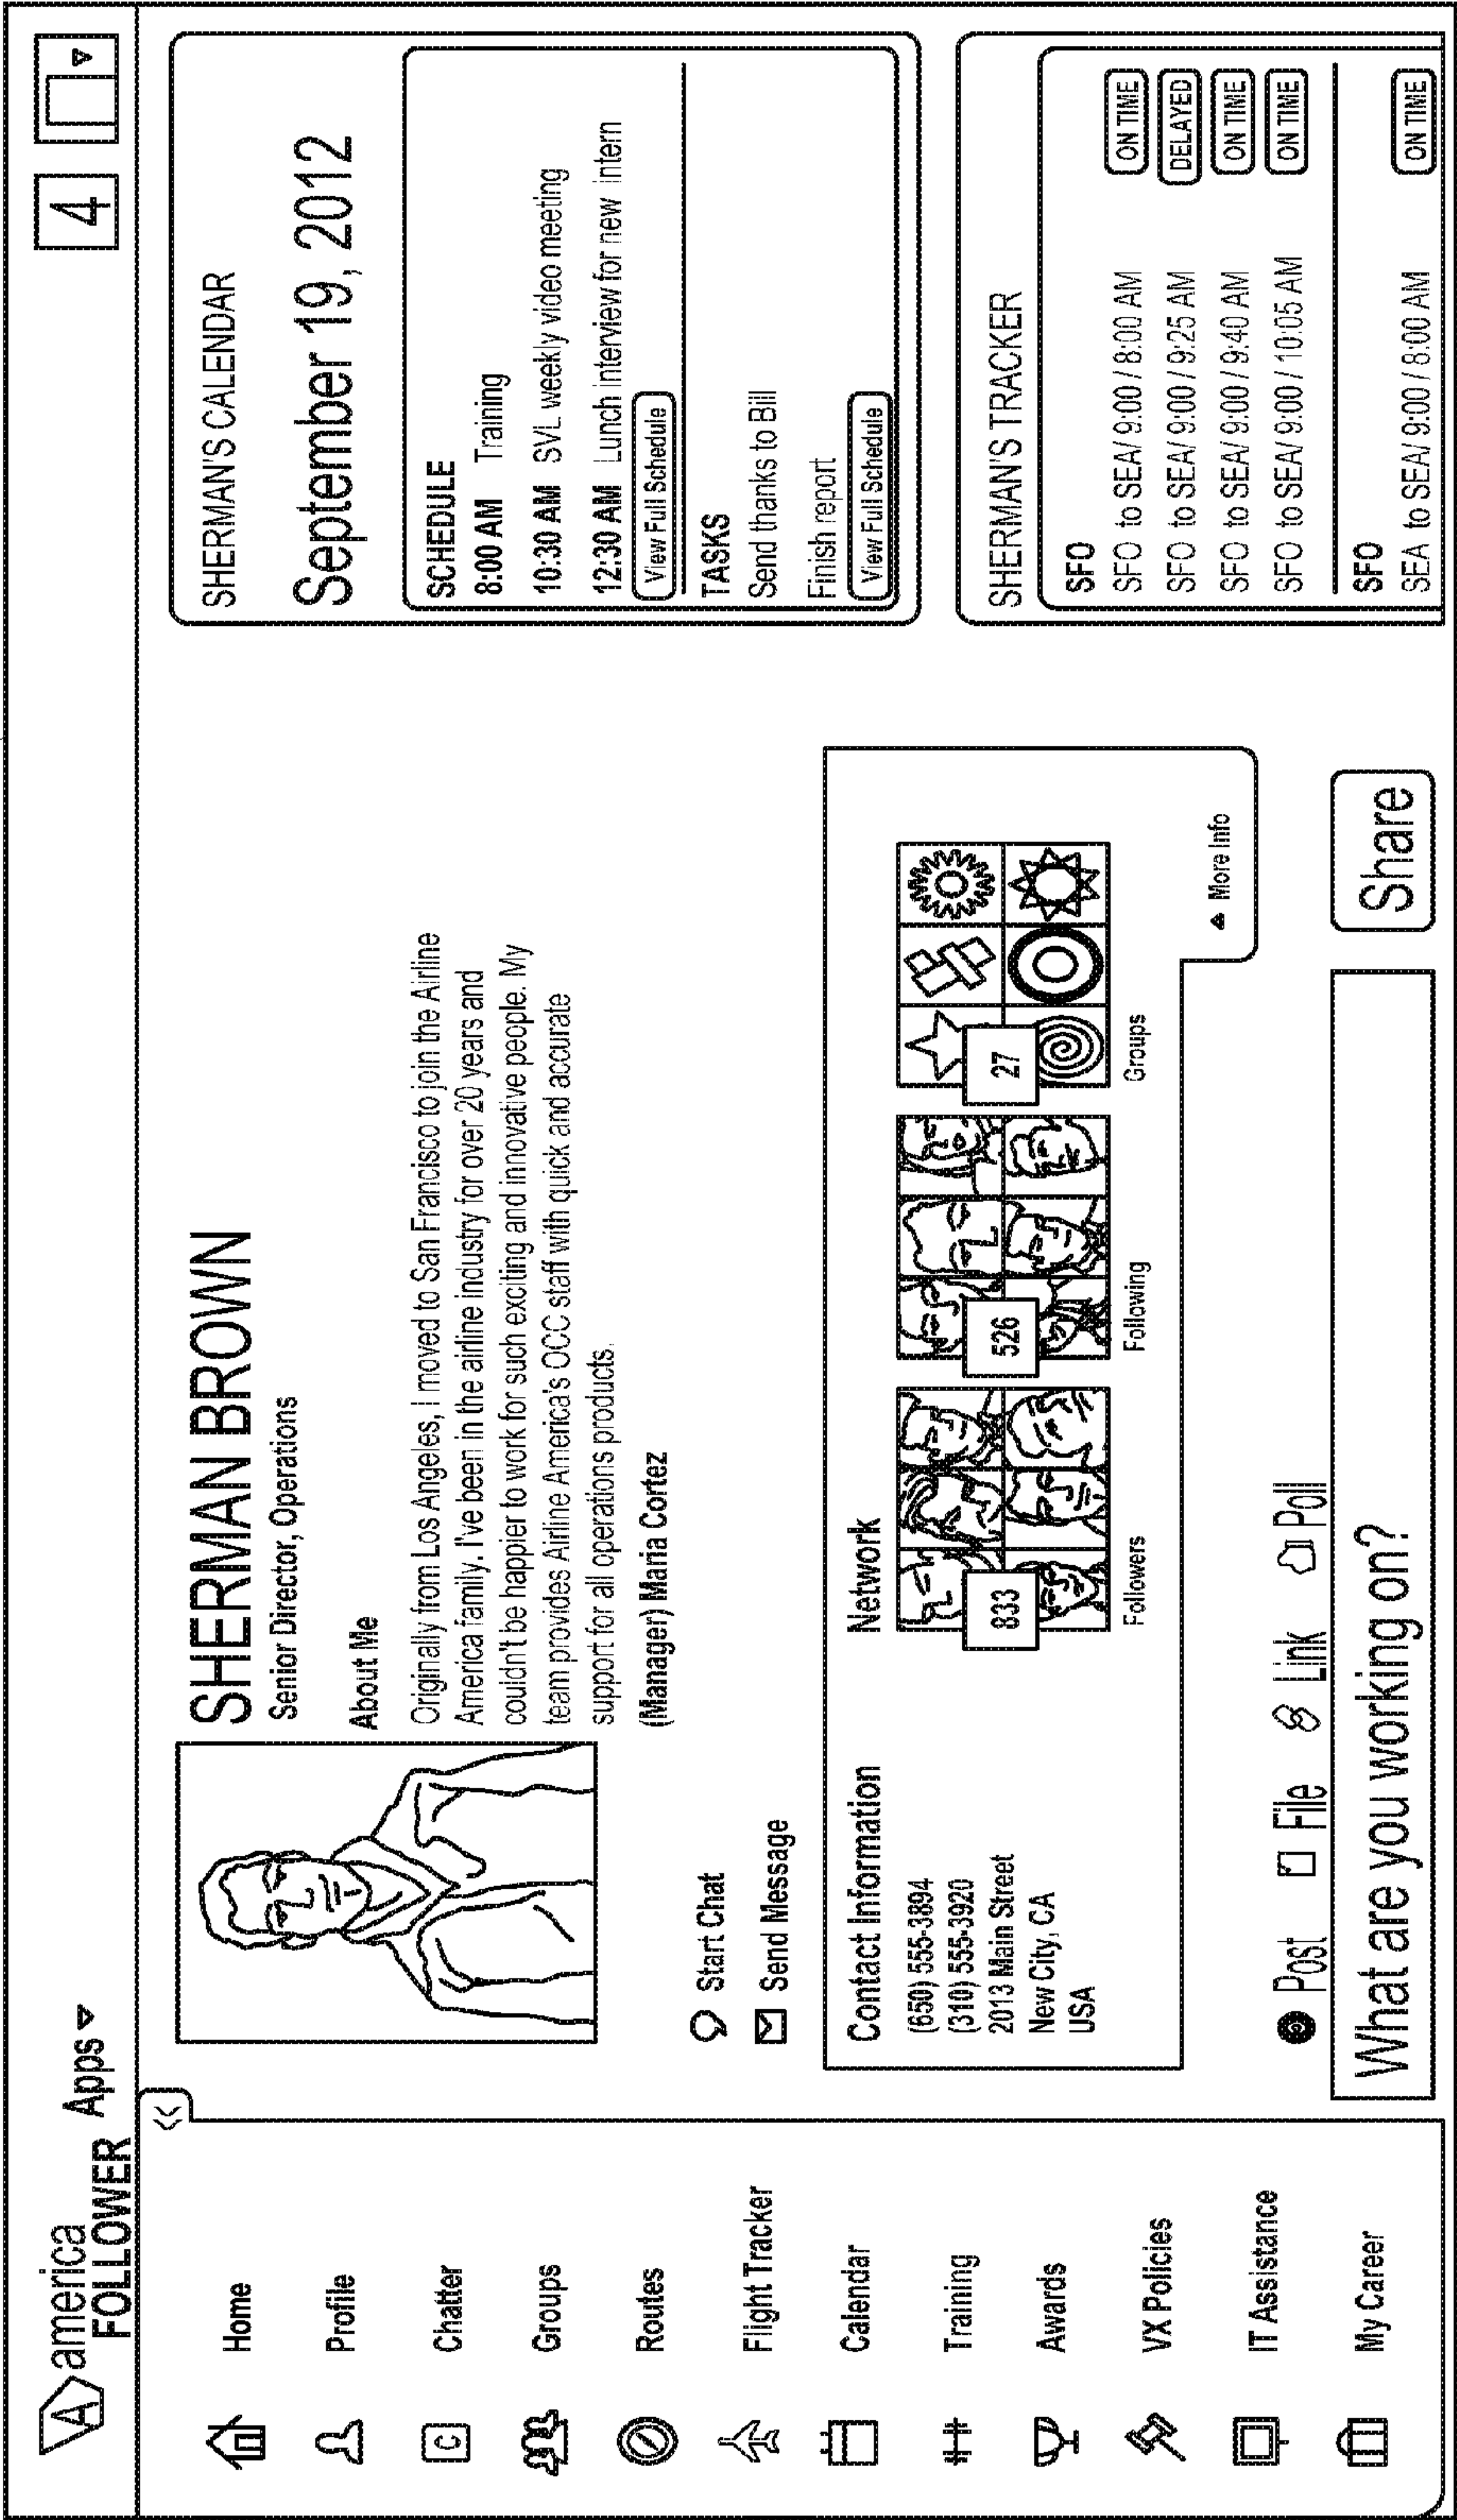 A america
FOLLOWER
Apps
4
«
Home
Profile
C
Chatter
Groups
Routes
Flight Tracker
Calendar
Training
Awards
VX Policies
IT Assistance
My Career
SHERMAN BROWN
Senior Director, Operations
About Me
Originally from Los Angeles, I moved to San Francisco to join the Airline
America family. I've been in the airline industry for over 20 years and
couldn't be happier to work for such exciting and innovative people. My
team provides Airline America's OCC staff with quick and accurate
support for all operations products.
(Manager) Maria Cortez
Start Chat
Send Message
Contact Information
(650) 555-3894
(310) 555-3920
2013 Main Street
New City, CA
USA
Network
833
Followers
526
Following
27
Groups
More Info
Post
File
Link
Poll
What are you working on?
Share
SHERMAN'S CALENDAR
September 19, 2012
SCHEDULE
8:00 AM Training
10:30 AM SVL weekly video meeting
12:30 AM Lunch interview for new intern
View Full Schedule
TASKS
Send thanks to Bill
Finish report
View Full Schedule
SHERMAN'S TRACKER
SFO
SFO to SEA/ 9:00 / 8:00 AM ON TIME
SFO to SEA/ 9:00 / 9:25 AM DELAYED
SFO to SEA/ 9:00 / 9:40 AM ON TIME
SFO to SEA/ 9:00 / 10:05 AM ON TIME
SFO
SEA to SEA/ 9:00 / 8:00 AM ON TIME